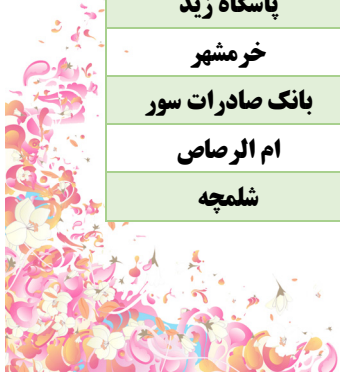 پاسگاه زید
خرمشهر
بانک صادرات سور
ام الرصاص
شلمچه